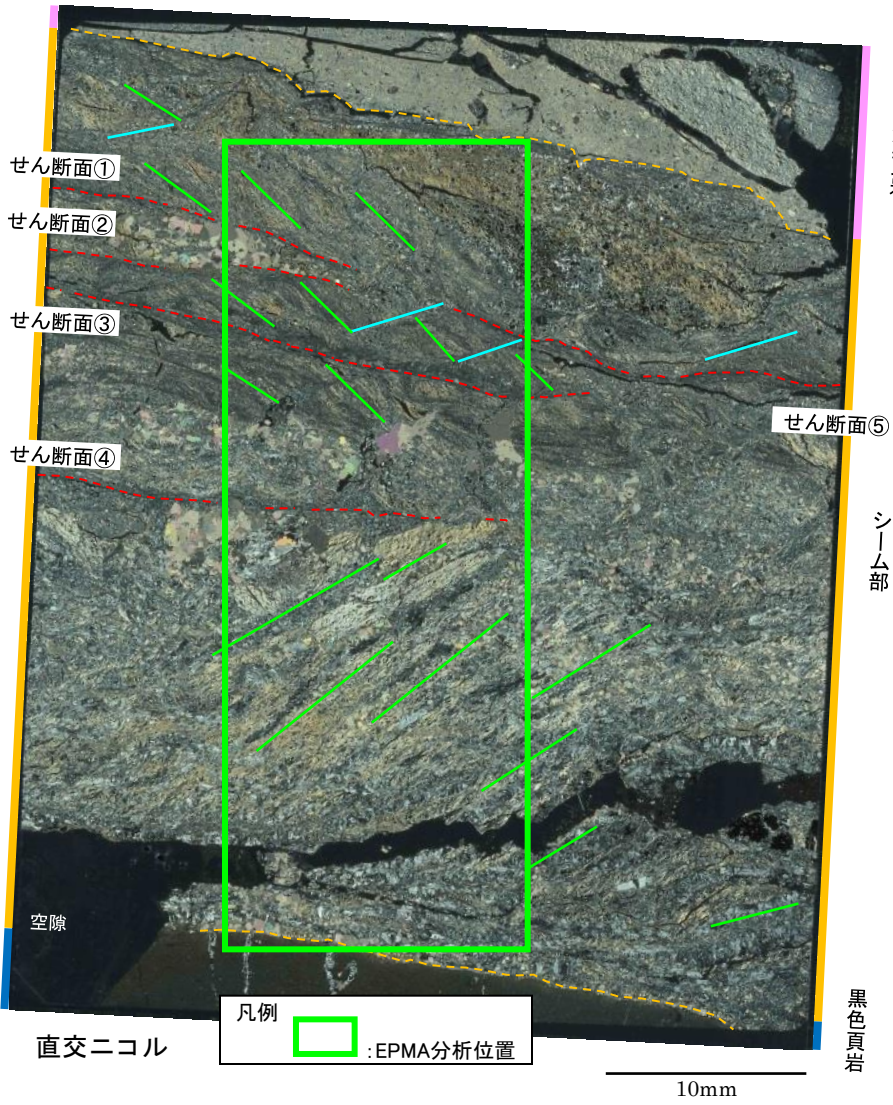 せん断面①
せん断面②
せん断面③
せん断面④
せん断面⑤
シーム部
空隙
黒色頁岩
直交ニコル
凡例
:EPMA分析位置
10mm